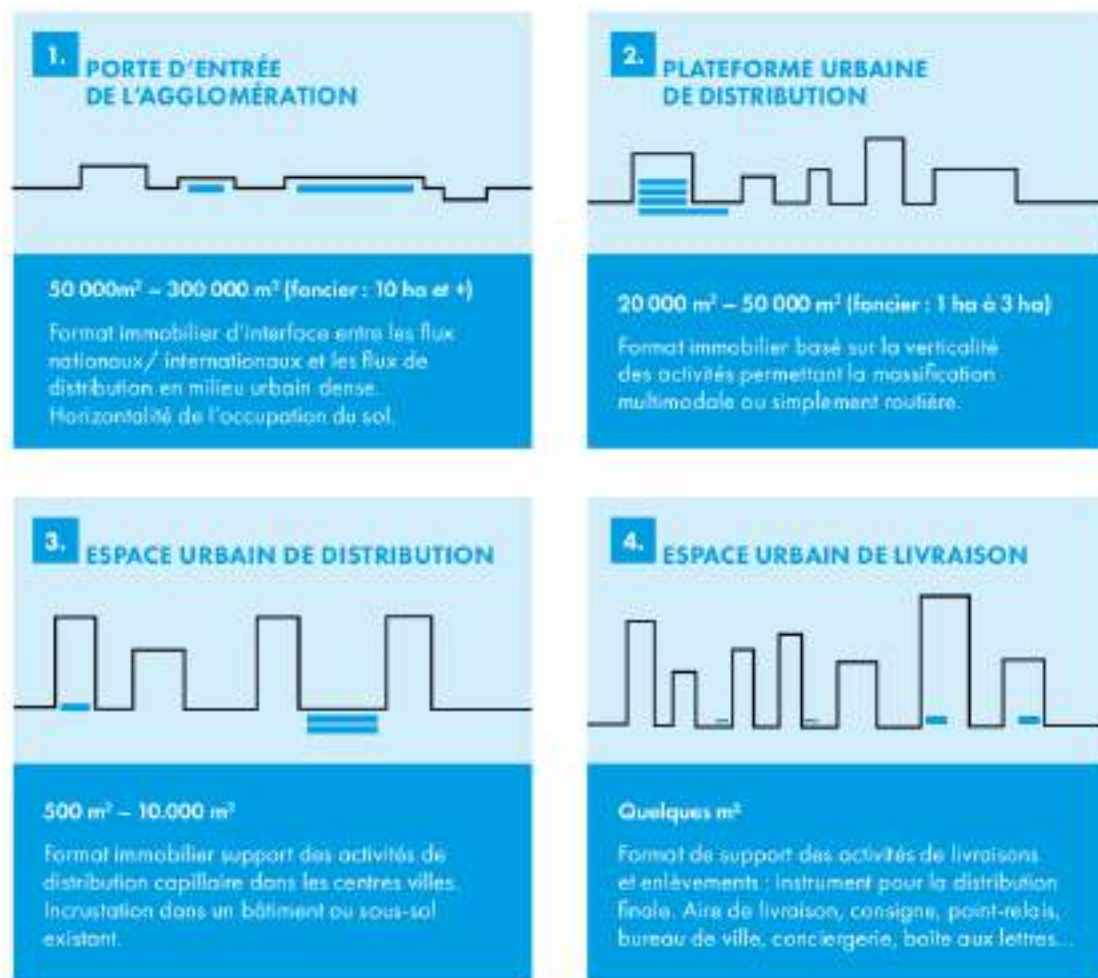 1.
PORTE D'ENTRÉE
DE L'AGGLOMÉRATION
50 000m² – 300 000 m² (foncier : 10 ha et +)
Format immobilier d'interface entre les flux
nationaux/ internationaux et les flux de
distribution en milieu urbain dense.
Horizontalité de l'occupation du sol.
2.
PLATEFORME URBAINE
DE DISTRIBUTION
20 000 m² – 50 000 m² (foncier : 1 ha à 3 ha)
Format immobilier basé sur la verticalité
des activités permettant la massification
multimodale ou simplement routière.
3.
ESPACE URBAIN DE DISTRIBUTION
500 m² – 10.000 m²
Format immobilier support des activités de
distribution capillaire dans les centres villes.
Incrustation dans un bâtiment ou sous-sol
existant.
4.
ESPACE URBAIN DE LIVRAISON
Quelques m²
Format de support des activités de livraisons
et enlèvements : instrument pour la distribution
finale. Aire de livraison, consigne, point-relais,
bureau de ville, conciergerie, boîte aux lettres...